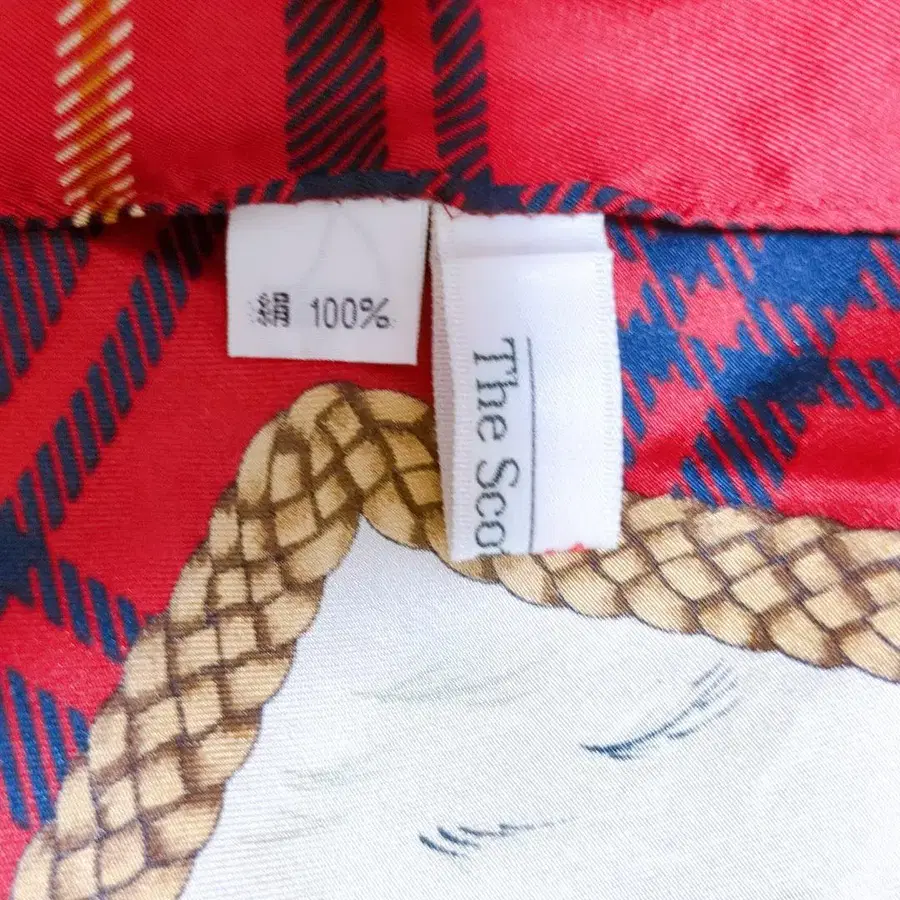 絹 100%
The Sco